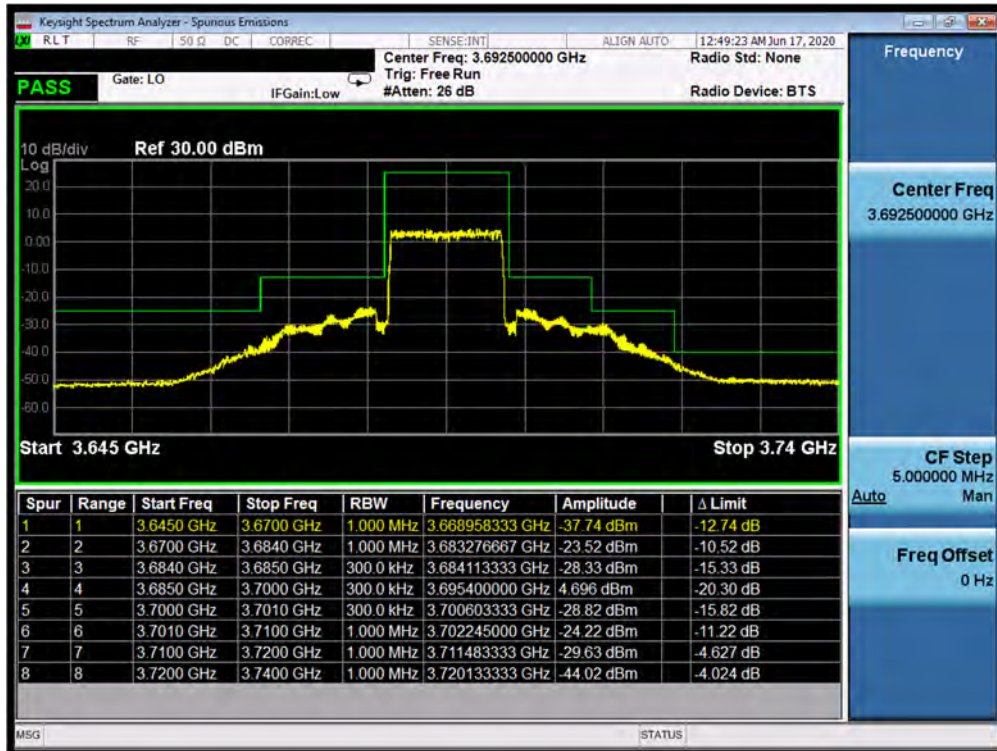 Keysight Spectrum Analyzer - Spurious Emissions
LXI RLT RF 50 Ω DC CORREC SENSE:INT ALIGN AUTO 12:49:23 AM Jun 17, 2020
Center Freq: 3.692500000 GHz Radio Std: None
PASS Gate: LO Trig: Free Run
IFGain:Low #Atten: 26 dB Radio Device: BTS
10 dB/div Ref 30.00 dBm
Log
20.0
10.0
0.00
-10.0
-20.0
-30.0
-40.0
-50.0
-60.0
Start 3.645 GHz Stop 3.74 GHz
Spur Range Start Freq Stop Freq RBW Frequency Amplitude Δ Limit
1 1 3.6450 GHz 3.6700 GHz 1.000 MHz 3.668958333 GHz -37.74 dBm -12.74 dB
2 2 3.6700 GHz 3.6840 GHz 1.000 MHz 3.683276667 GHz -23.52 dBm -10.52 dB
3 3 3.6840 GHz 3.6850 GHz 300.0 kHz 3.684113333 GHz -28.33 dBm -15.33 dB
4 4 3.6850 GHz 3.7000 GHz 300.0 kHz 3.695400000 GHz 4.696 dBm -20.30 dB
5 5 3.7000 GHz 3.7010 GHz 300.0 kHz 3.700603333 GHz -28.82 dBm -15.82 dB
6 6 3.7010 GHz 3.7100 GHz 1.000 MHz 3.702245000 GHz -24.22 dBm -11.22 dB
7 7 3.7100 GHz 3.7200 GHz 1.000 MHz 3.711483333 GHz -29.63 dBm -4.627 dB
8 8 3.7200 GHz 3.7400 GHz 1.000 MHz 3.720133333 GHz -44.02 dBm -4.024 dB
MSG STATUS
Frequency
Center Freq
3.692500000 GHz
CF Step
5.000000 MHz
Auto Man
Freq Offset
0 Hz